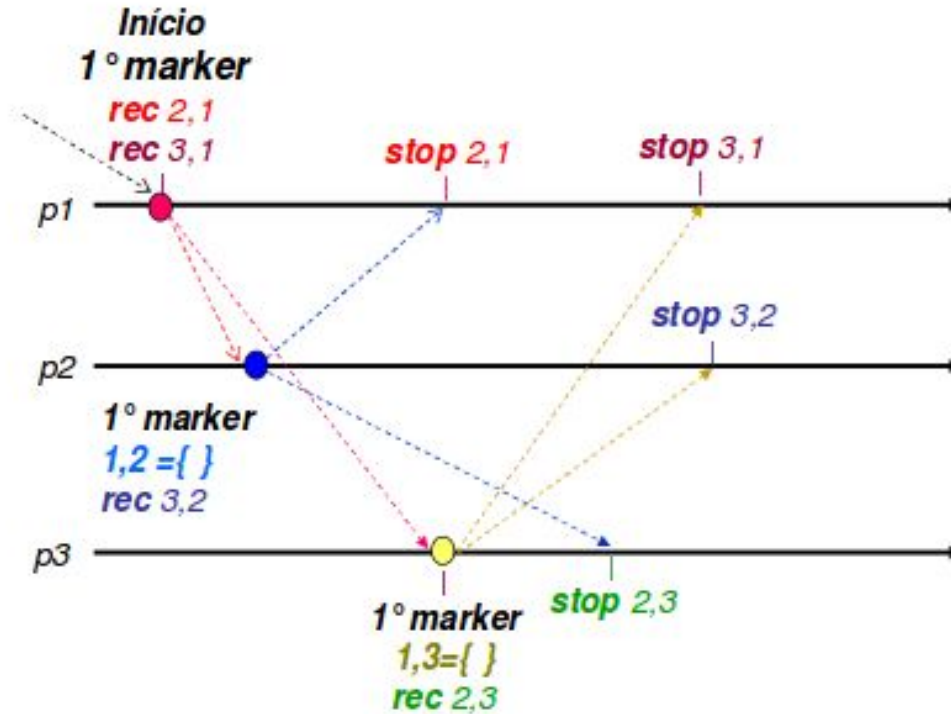 Início
1° marker
rec 2,1
rec 3,1
stop 2,1
stop 3,1
p1
stop 3,2
p2
1° marker
1,2 ={ }
rec 3,2
p3
stop 2,3
1° marker
1,3={ }
rec 2,3